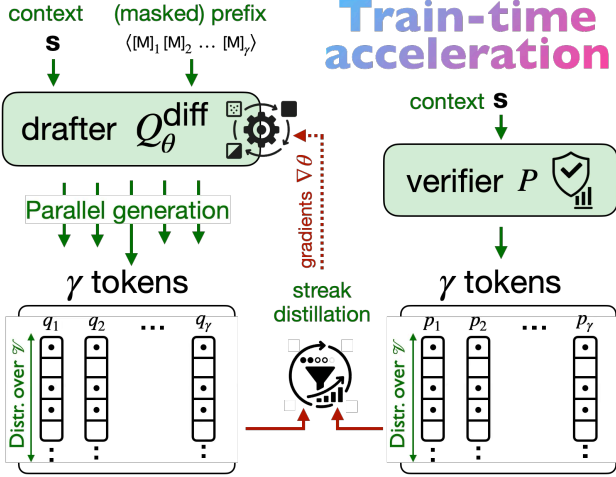 Train-time
acceleration
context
(masked) prefix
s
⟨[M]₁ [M]₂ … [M]ᵧ⟩
drafter Q_θ^diff
context s
verifier P
gradients ∇θ
Parallel generation
γ tokens
streak
distillation
γ tokens
q₁ q₂ … qᵧ
Distr. over 𝒱
p₁ p₂ … pᵧ
Distr. over 𝒱